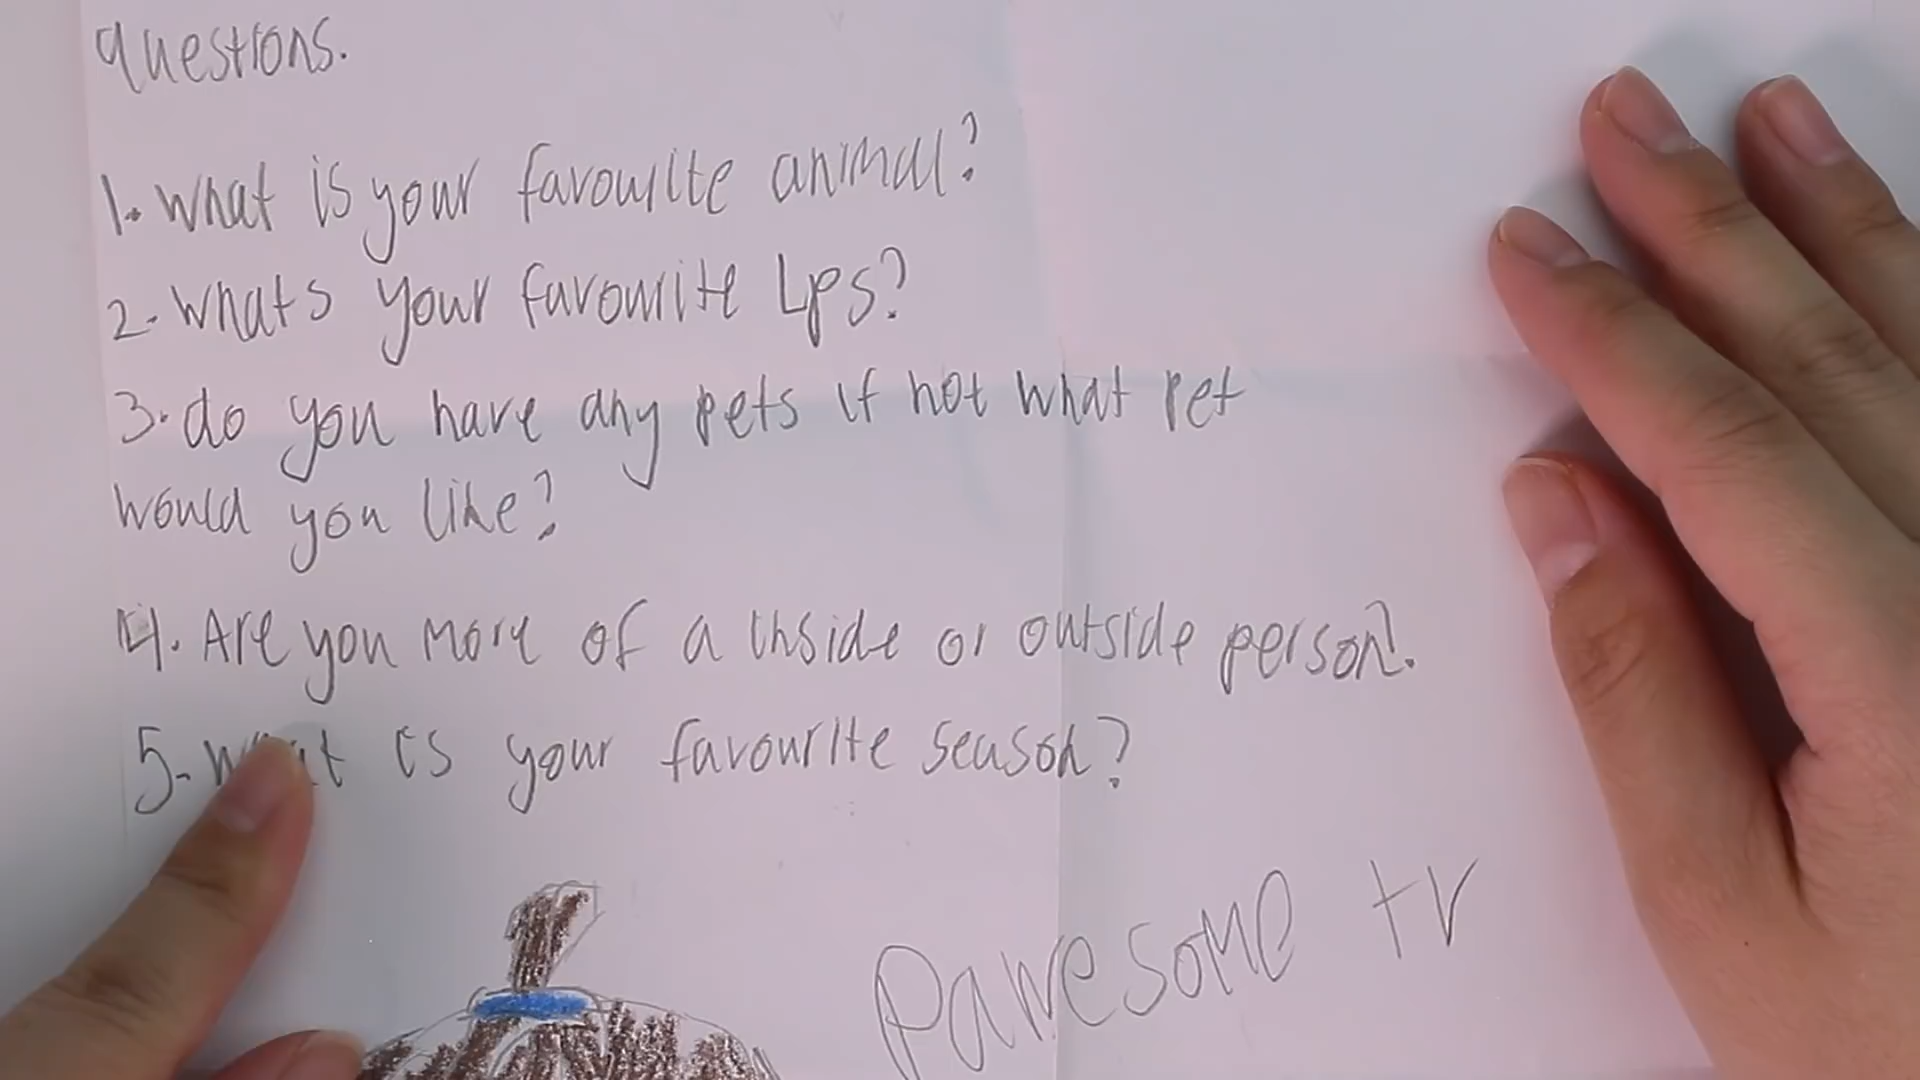 questions.
1. What is your favourite animal?
2. Whats your favourite Lps?
3. do you have any pets if not what pet
would you like?
4. Are you more of a inside or outside person?.
5. What is your favourite season?
Pawesome tv